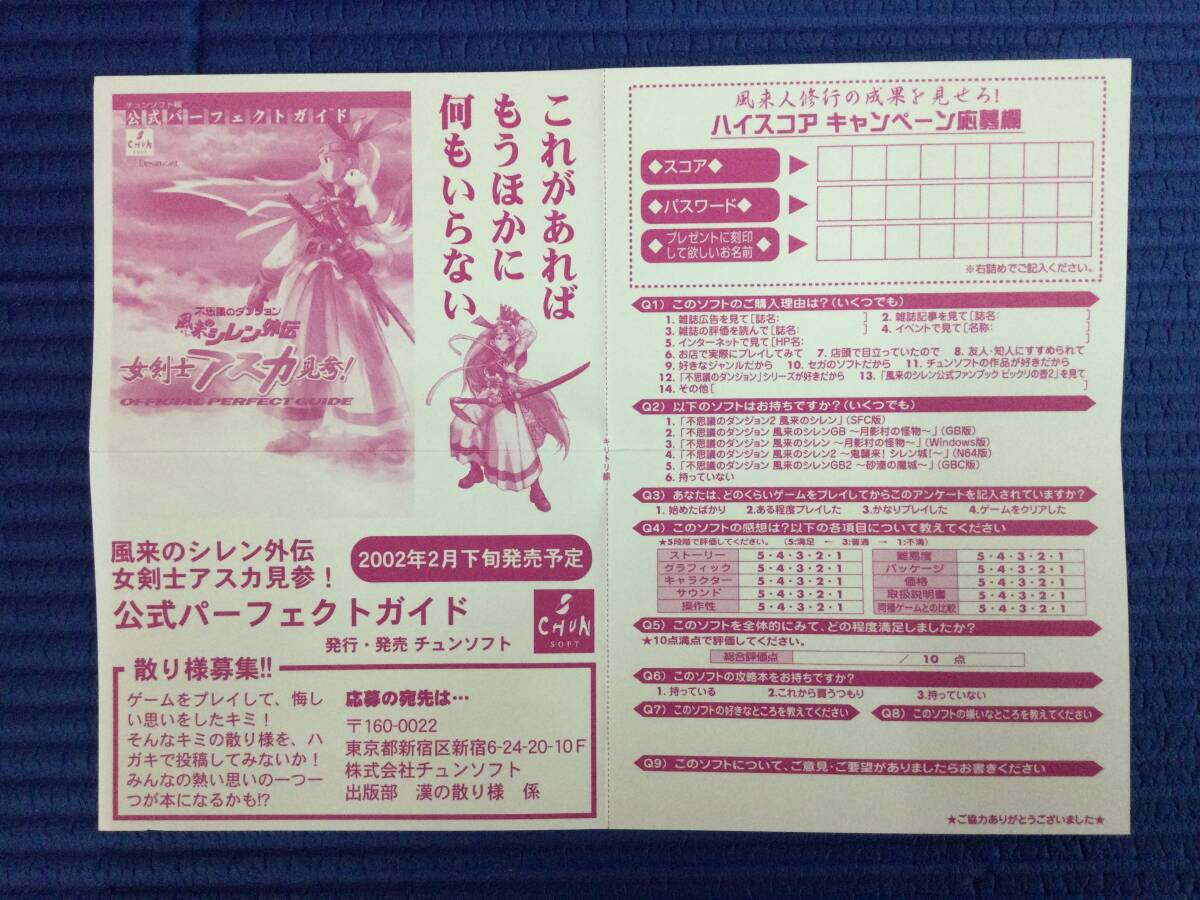 チュンソフト編
公式パーフェクトガイド
CHUN
SOFT
Dreamcast
不思議のダンジョン
風来のシレン外伝
女剣士アスカ見参!
OFFICIAL PERFECT GUIDE
これがあれば
もうほかに
何もいらない
風来のシレン外伝
女剣士アスカ見参!
公式パーフェクトガイド
2002年2月下旬発売予定
発行・発売 チュンソフト
CHUN
SOFT
散り様募集!!
ゲームをプレイして、悔し
い思いをしたキミ!
そんなキミの散り様を、ハ
ガキで投稿してみないか!
みんなの熱い思いの一つ一
つが本になるかも!?
応募の宛先は…
〒160-0022
東京都新宿区新宿6-24-20-10F
株式会社チュンソフト
出版部 漢の散り様 係
キリトリ線
風来人修行の成果を見せろ!
ハイスコア キャンペーン応募欄
◆スコア◆
◆パスワード◆
◆プレゼントに刻印して欲しいお名前◆
※右詰めでご記入ください。
Q1) このソフトのご購入理由は?(いくつでも)
1. 雑誌広告を見て[誌名: ] 2. 雑誌記事を見て[誌名: ]
3. 雑誌の評価を読んで[誌名: ] 4. イベントで見て[名称: ]
5. インターネットで見て[HP名: ]
6. お店で実際にプレイしてみて 7. 店頭で目立っていたので 8. 友人・知人にすすめられて
9. 好きなジャンルだから 10. セガのソフトだから 11. チュンソフトの作品が好きだから
12. 「不思議のダンジョン」シリーズが好きだから 13. 「風来のシレン公式ファンブック ビックリの壺2」を見て
14. その他[ ]
Q2) 以下のソフトはお持ちですか?(いくつでも)
1. 「不思議のダンジョン2 風来のシレン」(SFC版)
2. 「不思議のダンジョン 風来のシレンGB ～月影村の怪物～」(GB版)
3. 「不思議のダンジョン 風来のシレン ～月影村の怪物～」(Windows版)
4. 「不思議のダンジョン 風来のシレン2 ～鬼襲来! シレン城!～」(N64版)
5. 「不思議のダンジョン 風来のシレンGB2 ～砂漠の魔城～」(GBC版)
6. 持っていない
Q3) あなたは、どのくらいゲームをプレイしてからこのアンケートを記入されていますか?
1. 始めたばかり 2.ある程度プレイした 3.かなりプレイした 4.ゲームをクリアした
Q4) このソフトの感想は?以下の各項目について教えてください
★5段階で評価してください。 (5:満足 ← 3:普通 → 1:不満)
ストーリー 5・4・3・2・1 難易度 5・4・3・2・1
グラフィック 5・4・3・2・1 パッケージ 5・4・3・2・1
キャラクター 5・4・3・2・1 価格 5・4・3・2・1
サウンド 5・4・3・2・1 取扱説明書 5・4・3・2・1
操作性 5・4・3・2・1 同種ゲームとの比較 5・4・3・2・1
Q5) このソフトを全体的にみて、どの程度満足しましたか?
★10点満点で評価してください。
総合評価点 / 10 点
Q6) このソフトの攻略本をお持ちですか?
1. 持っている 2.これから買うつもり 3.持っていない
Q7) このソフトの好きなところを教えてください Q8) このソフトの嫌いなところを教えてください
Q9) このソフトについて、ご意見・ご要望がありましたらお書きください
★ご協力ありがとうございました★